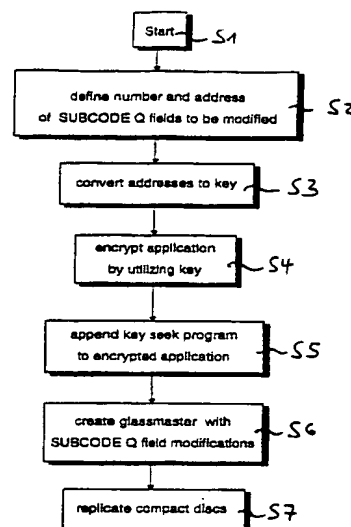 Start S1
define number and address
of SUBCODE Q fields to be modified S2
convert addresses to key S3
encrypt application
by utilizing key S4
append key seek program
to encrypted application S5
create glassmaster with
SUBCODE Q field modifications S6
replicate compact discs S7